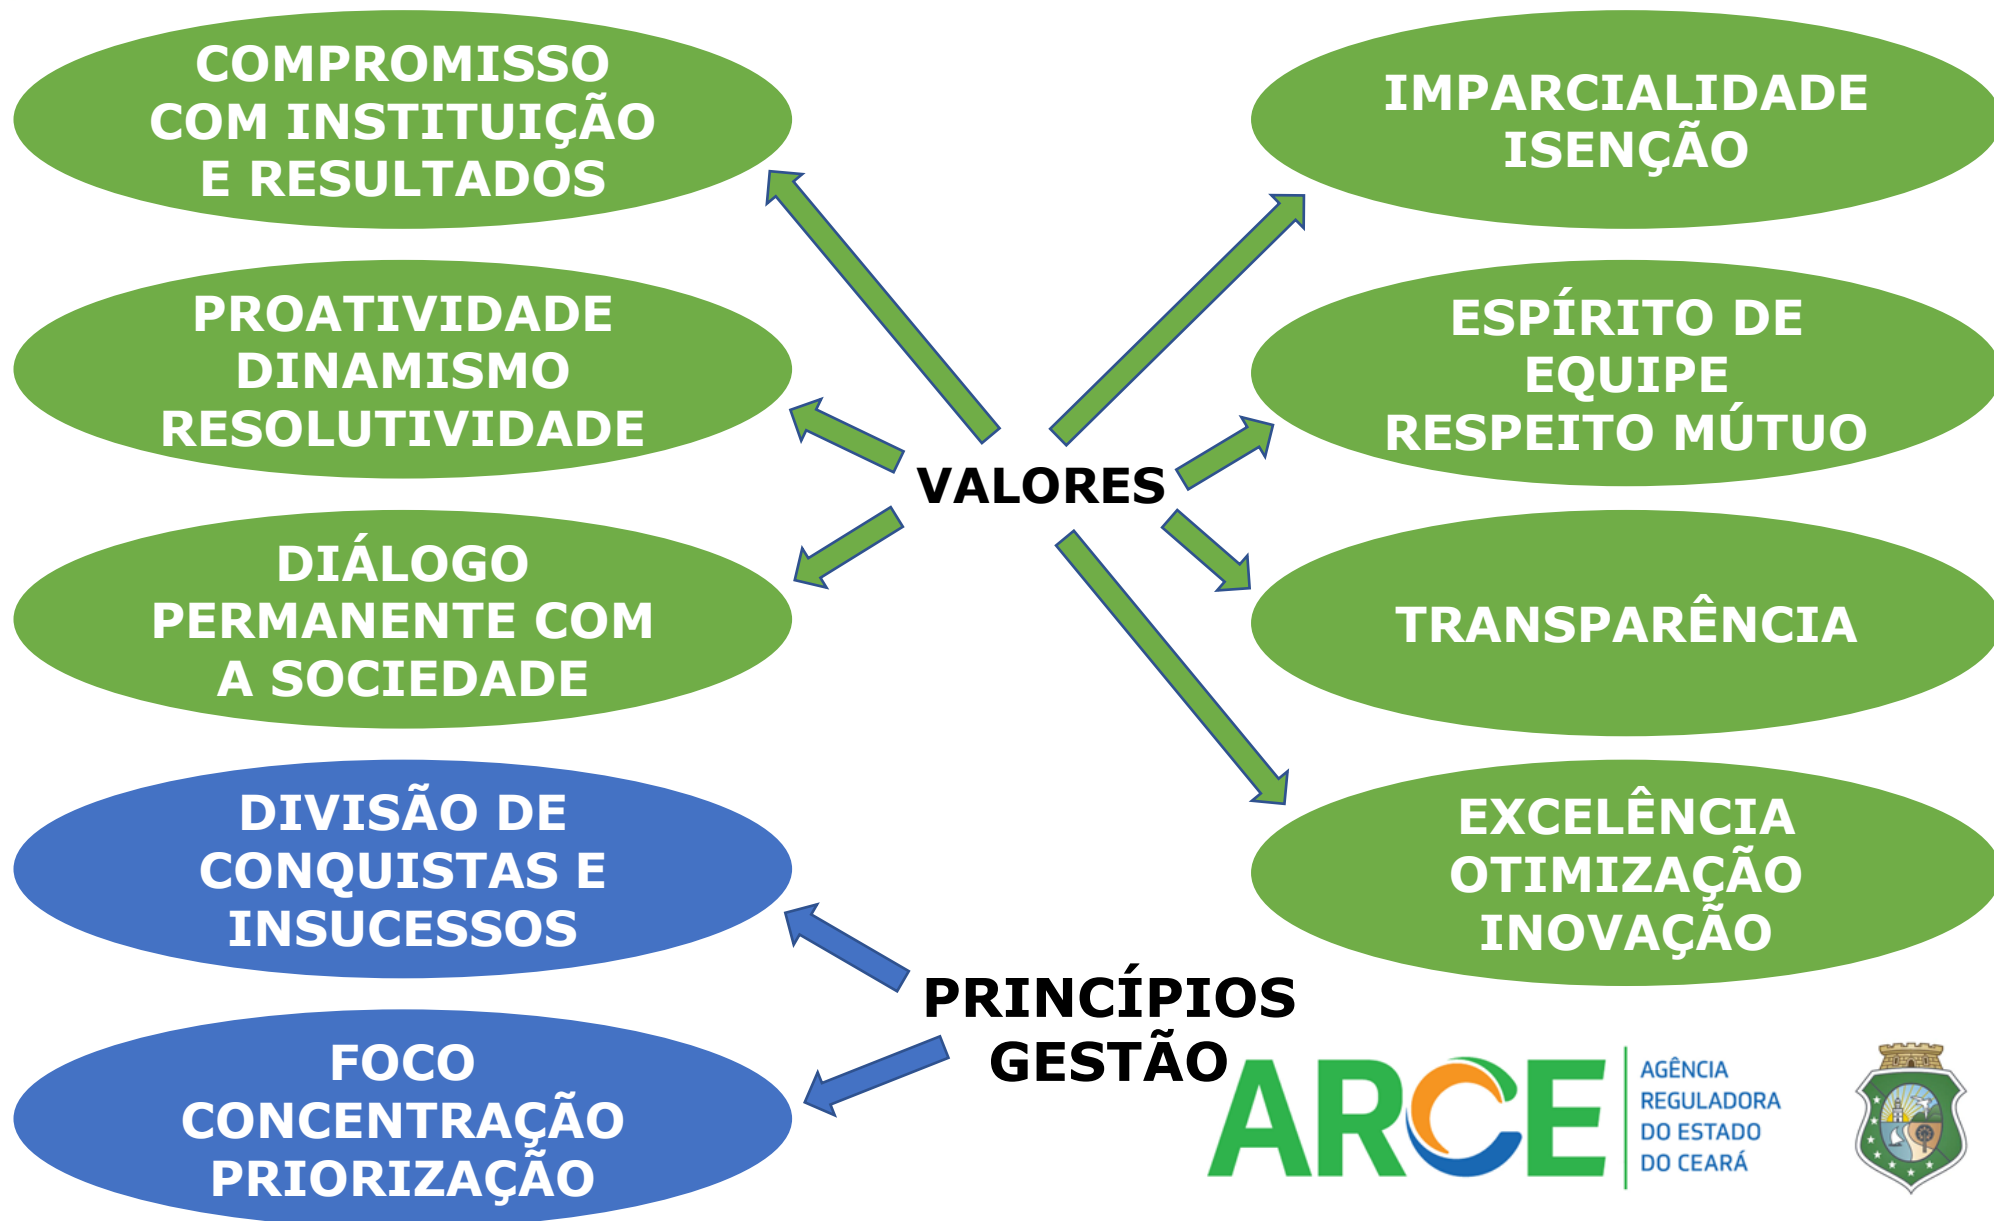 COMPROMISSO
COM INSTITUIÇÃO
E RESULTADOS
PROATIVIDADE
DINAMISMO
RESOLUTIVIDADE
DIÁLOGO
PERMANENTE COM
A SOCIEDADE
DIVISÃO DE
CONQUISTAS E
INSUCESSOS
FOCO
CONCENTRAÇÃO
PRIORIZAÇÃO
VALORES
PRINCÍPIOS
GESTÃO
IMPARCIALIDADE
ISENÇÃO
ESPÍRITO DE
EQUIPE
RESPEITO MÚTUO
TRANSPARÊNCIA
EXCELÊNCIA
OTIMIZAÇÃO
INOVAÇÃO
ARCE
AGÊNCIA
REGULADORA
DO ESTADO
DO CEARÁ